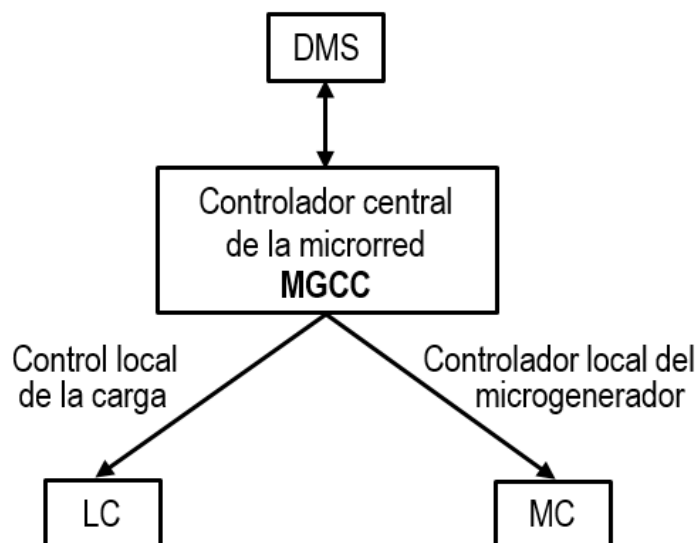 DMS
Controlador central
de la microrred
MGCC
Control local
de la carga
Controlador local del
microgenerador
LC
MC